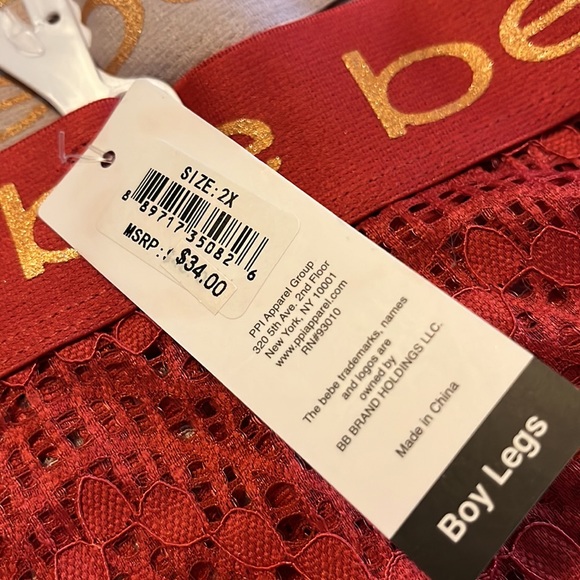 be
be
SIZE:2X
8 89717 35082 6
MSRP:
$34.00
PPI Apparel Group
320 5th Ave. 2nd Floor
New York, NY 10001
www.ppiapparel.com
RN#93010
The bebe trademarks, names
and logos are
owned by
BB BRAND HOLDINGS LLC.
Made in China
Boy Legs